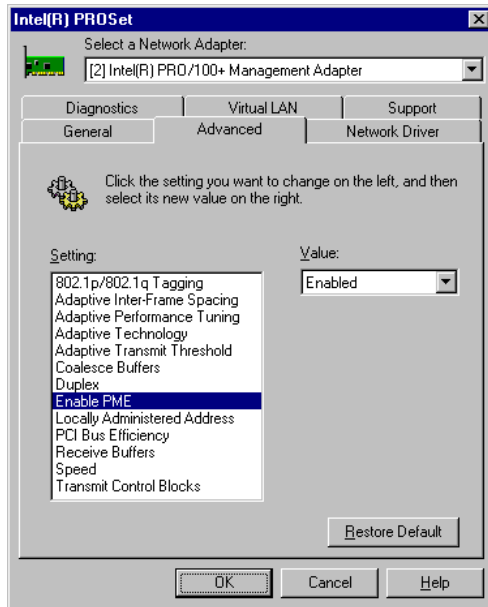 Intel(R) PROSet
Select a Network Adapter:
[2] Intel(R) PRO/100+ Management Adapter
Diagnostics Virtual LAN Support
General Advanced Network Driver
Click the setting you want to change on the left, and then
select its new value on the right.
Setting:
Value:
Enabled
802.1p/802.1q Tagging
Adaptive Inter-Frame Spacing
Adaptive Performance Tuning
Adaptive Technology
Adaptive Transmit Threshold
Coalesce Buffers
Duplex
Enable PME
Locally Administered Address
PCI Bus Efficiency
Receive Buffers
Speed
Transmit Control Blocks
Restore Default
OK Cancel Help